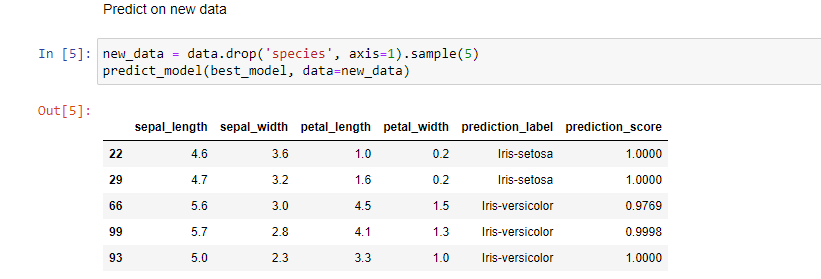 Predict on new data
In [5]: new_data = data.drop('species', axis=1).sample(5)
predict_model(best_model, data=new_data)
Out[5]:
sepal_length sepal_width petal_length petal_width prediction_label prediction_score
22 4.6 3.6 1.0 0.2 Iris-setosa 1.0000
29 4.7 3.2 1.6 0.2 Iris-setosa 1.0000
66 5.6 3.0 4.5 1.5 Iris-versicolor 0.9769
99 5.7 2.8 4.1 1.3 Iris-versicolor 0.9998
93 5.0 2.3 3.3 1.0 Iris-versicolor 1.0000